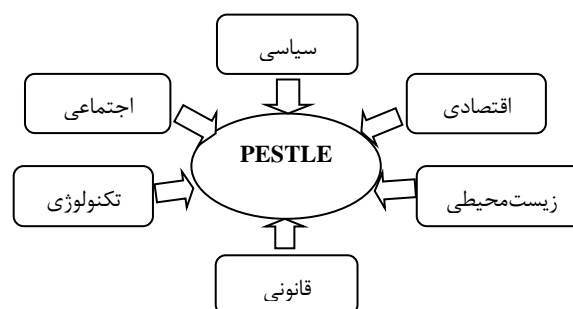 سیاسی
اقتصادی
اجتماعی
PESTLE
زیست‌محیطی
تکنولوژی
قانونی